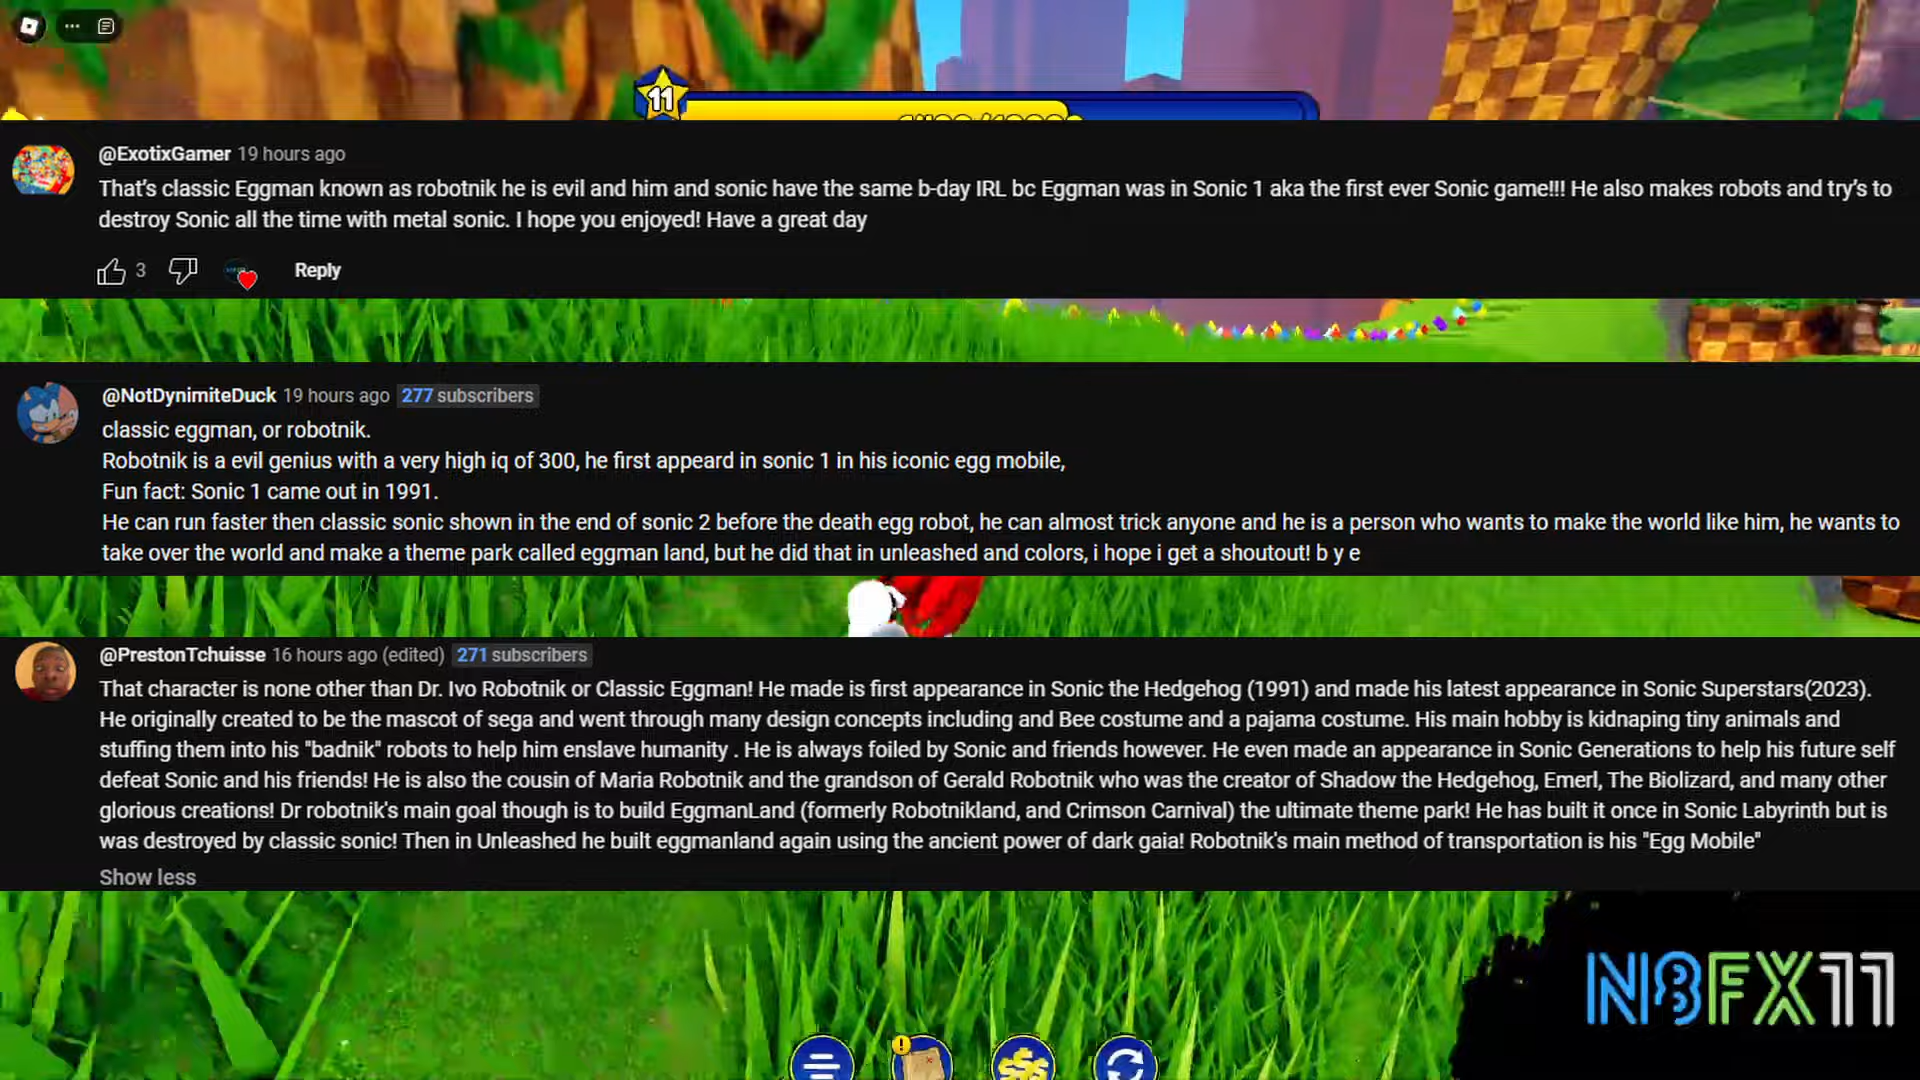 11
@ExotixGamer 19 hours ago
That's classic Eggman known as robotnik he is evil and him and sonic have the same b-day IRL bc Eggman was in Sonic 1 aka the first ever Sonic game!!! He also makes robots and try's to
destroy Sonic all the time with metal sonic. I hope you enjoyed! Have a great day
3 Reply
@NotDynimiteDuck 19 hours ago 277 subscribers
classic eggman, or robotnik.
Robotnik is a evil genius with a very high iq of 300, he first appeard in sonic 1 in his iconic egg mobile,
Fun fact: Sonic 1 came out in 1991.
He can run faster then classic sonic shown in the end of sonic 2 before the death egg robot, he can almost trick anyone and he is a person who wants to make the world like him, he wants to
take over the world and make a theme park called eggman land, but he did that in unleashed and colors, i hope i get a shoutout! b y e
@PrestonTchuisse 16 hours ago (edited) 271 subscribers
That character is none other than Dr. Ivo Robotnik or Classic Eggman! He made is first appearance in Sonic the Hedgehog (1991) and made his latest appearance in Sonic Superstars(2023).
He originally created to be the mascot of sega and went through many design concepts including and Bee costume and a pajama costume. His main hobby is kidnaping tiny animals and
stuffing them into his "badnik" robots to help him enslave humanity . He is always foiled by Sonic and friends however. He even made an appearance in Sonic Generations to help his future self
defeat Sonic and his friends! He is also the cousin of Maria Robotnik and the grandson of Gerald Robotnik who was the creator of Shadow the Hedgehog, Emerl, The Biolizard, and many other
glorious creations! Dr robotnik's main goal though is to build EggmanLand (formerly Robotnikland, and Crimson Carnival) the ultimate theme park! He has built it once in Sonic Labyrinth but is
was destroyed by classic sonic! Then in Unleashed he built eggmanland again using the ancient power of dark gaia! Robotnik's main method of transportation is his "Egg Mobile"
Show less
N8FX11
$$$